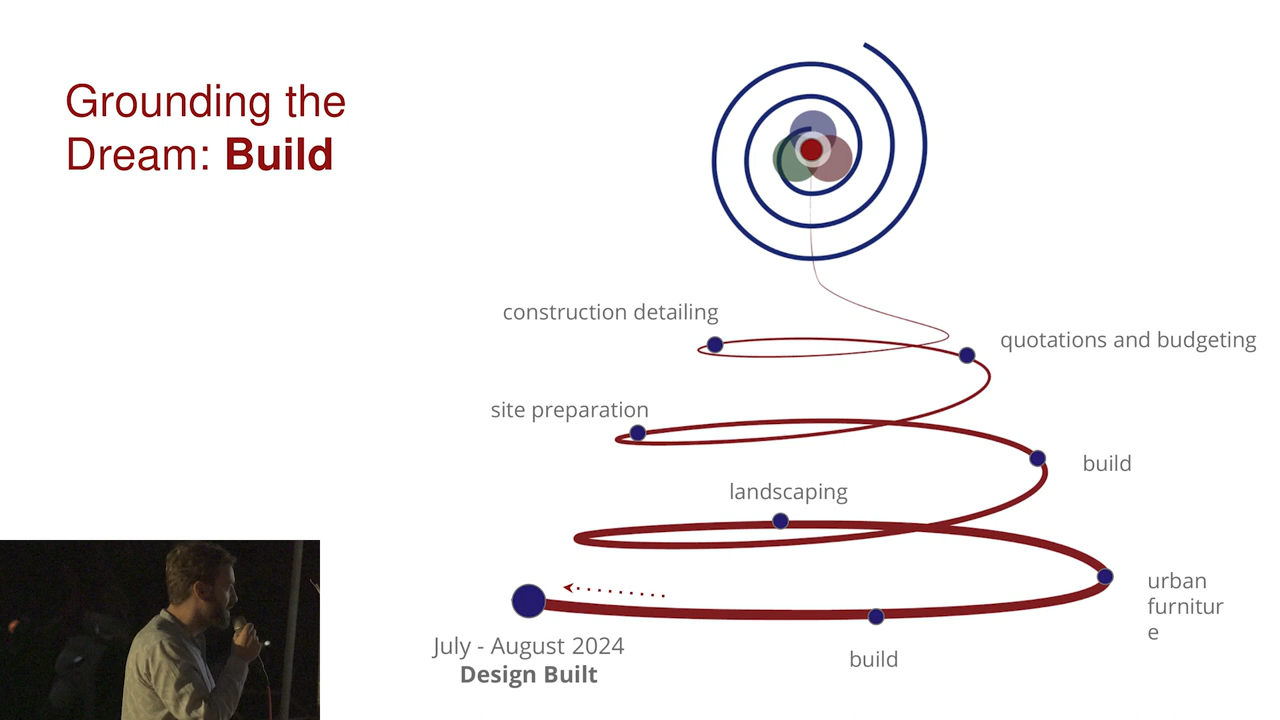 Grounding the
Dream: Build
construction detailing
quotations and budgeting
site preparation
build
landscaping
urban
furnitur
e
July - August 2024
Design Built
build